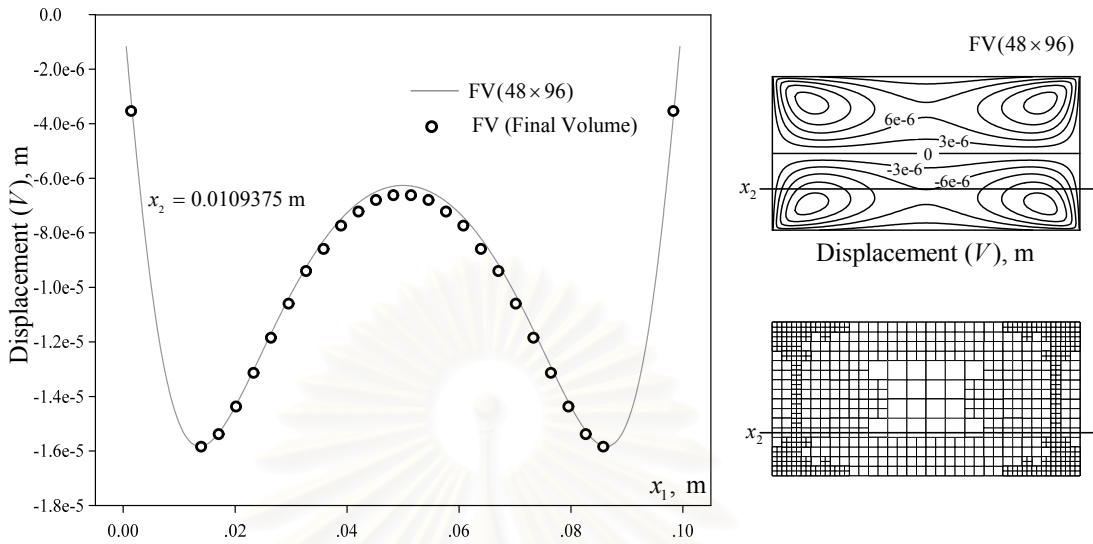 0.0
-2.0e-6
-4.0e-6
-6.0e-6
-8.0e-6
-1.0e-5
-1.2e-5
-1.4e-5
-1.6e-5
-1.8e-5
Displacement (V), m
FV(48×96)
FV (Final Volume)
x₂ = 0.0109375 m
x₁, m
0.00
.02
.04
.06
.08
.10
FV(48×96)
6e-6
3e-6
0
-3e-6
-6e-6
x₂
Displacement (V), m
x₂